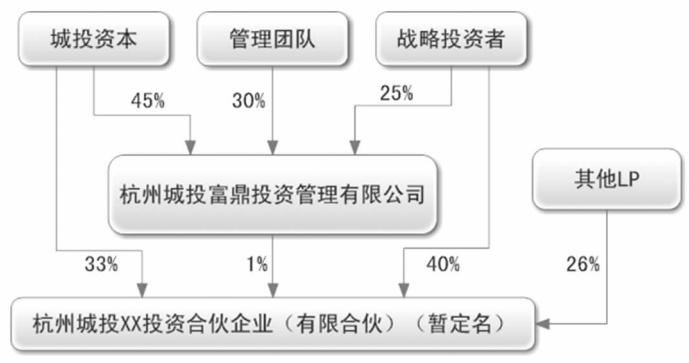 城投资本
管理团队
战略投资者
45%
30%
25%
杭州城投富鼎投资管理有限公司
其他LP
33%
1%
40%
26%
杭州城投XX投资合伙企业（有限合伙）（暂定名）